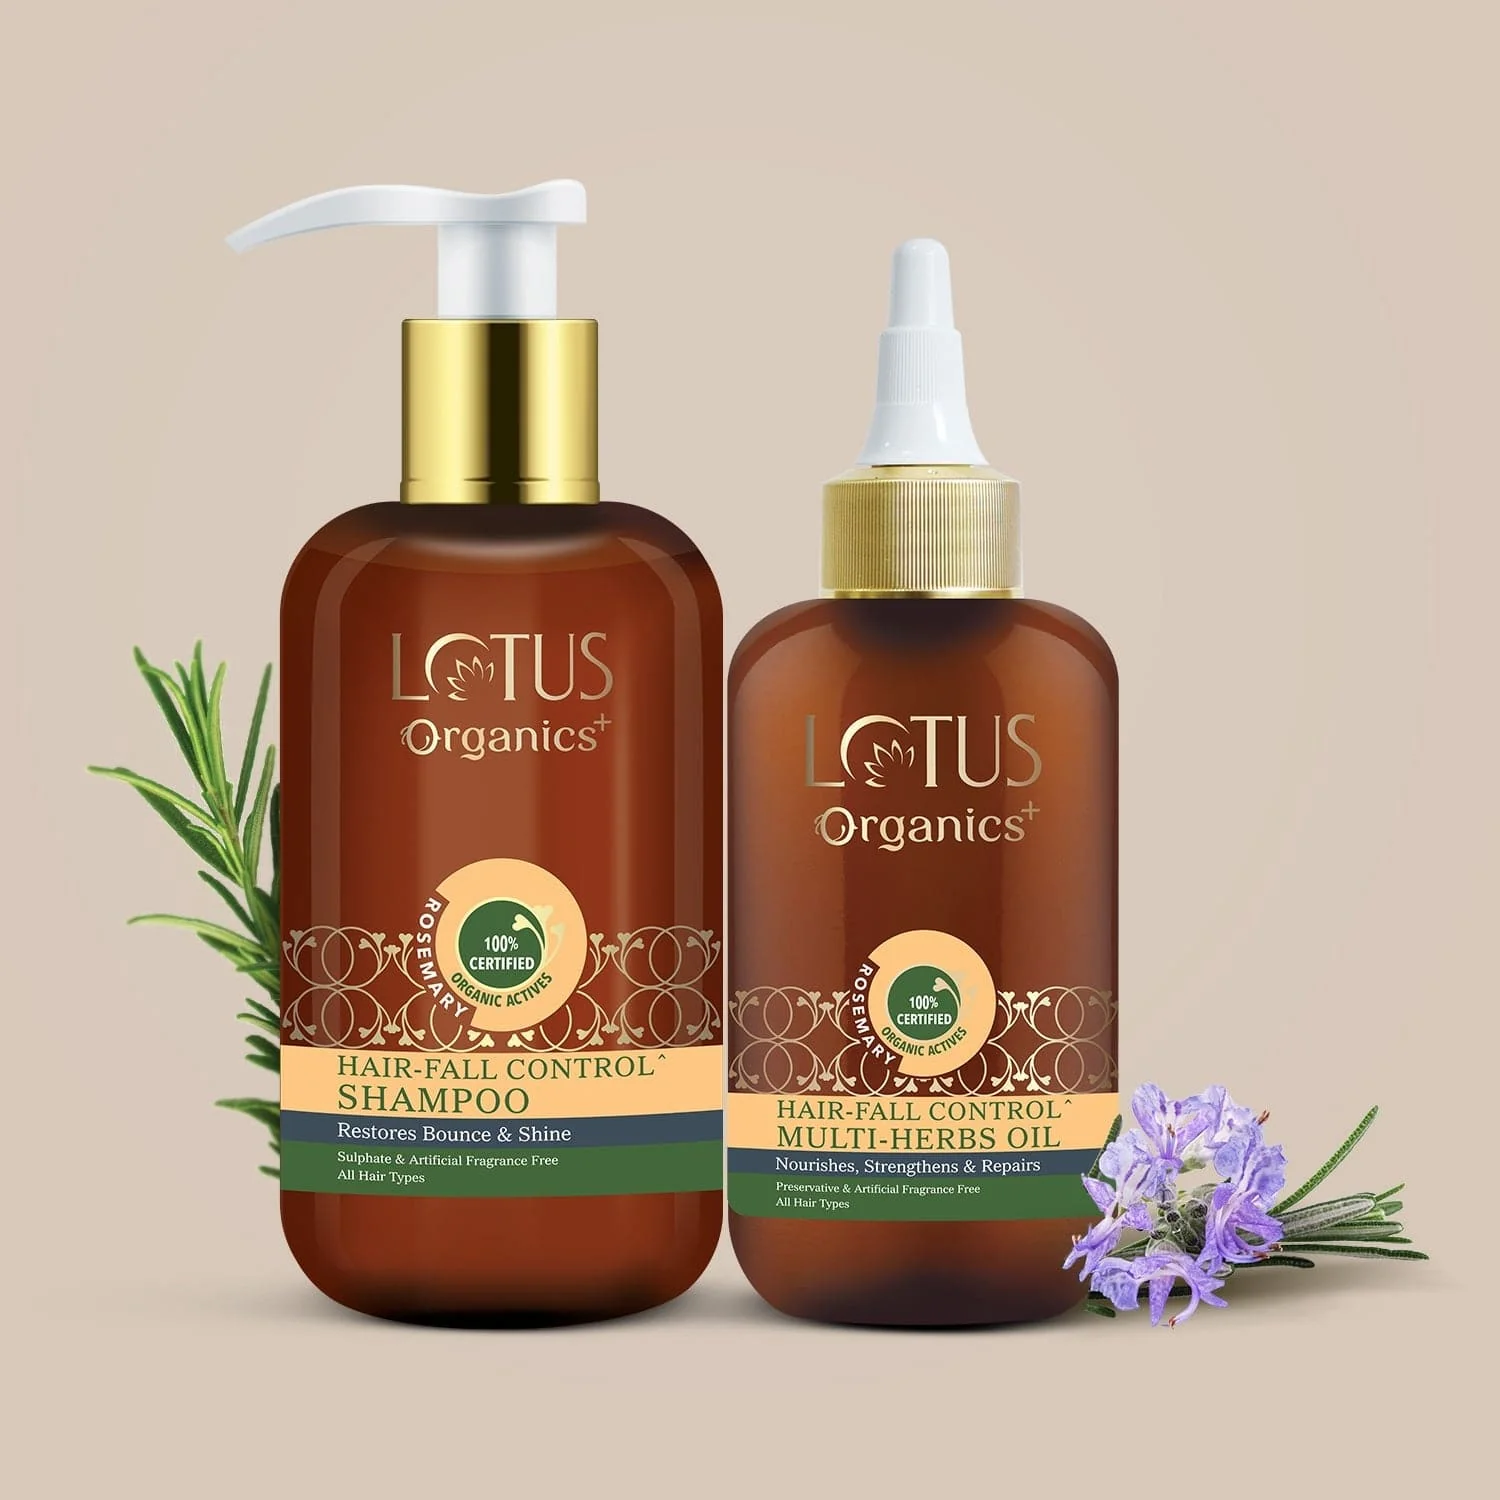 LOTUS
Organics+
ROSEMARY
100%
CERTIFIED
ORGANIC ACTIVES
HAIR-FALL CONTROL^
SHAMPOO
Restores Bounce & Shine
Sulphate & Artificial Fragrance Free
All Hair Types
LOTUS
Organics+
ROSEMARY
100%
CERTIFIED
ORGANIC ACTIVES
HAIR-FALL CONTROL^
MULTI-HERBS OIL
Nourishes, Strengthens & Repairs
Preservative & Artificial Fragrance Free
All Hair Types